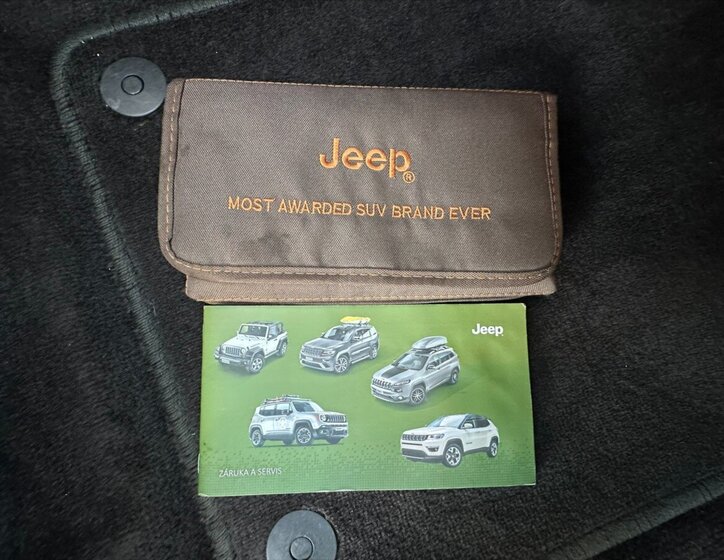 Jeep®
MOST AWARDED SUV BRAND EVER
Jeep
ZÁRUKA A SERVIS